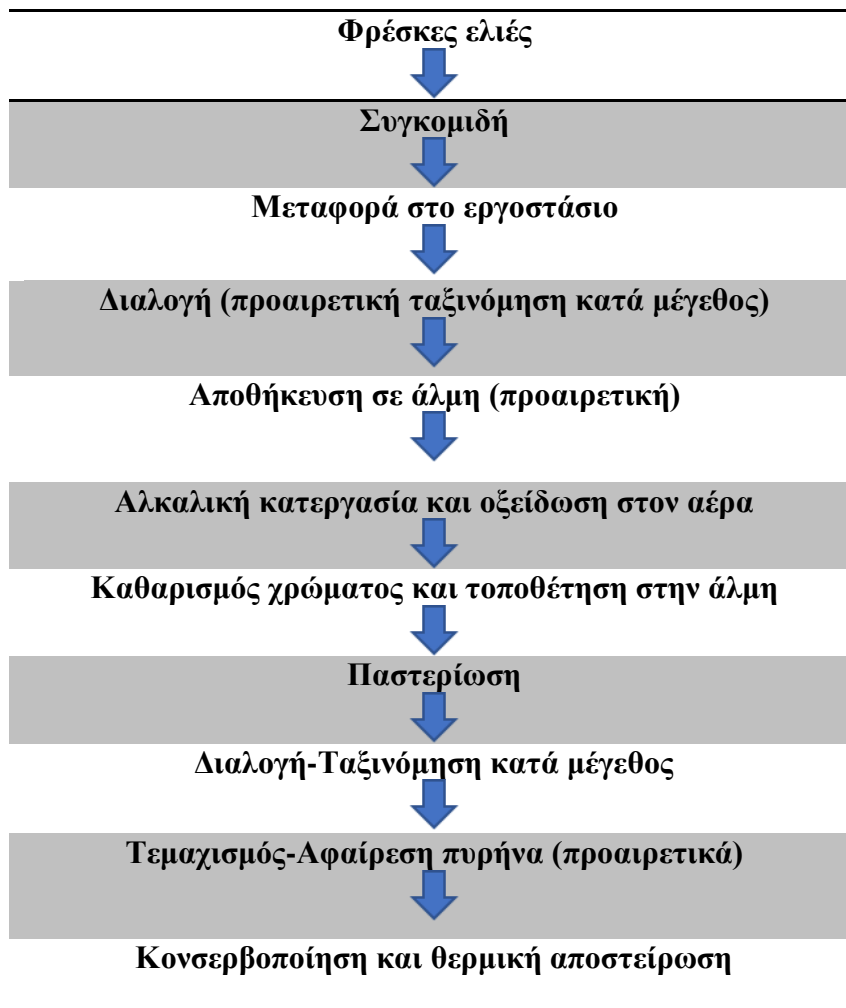 Φρέσκες ελιές
Συγκομιδή
Μεταφορά στο εργοστάσιο
Διαλογή (προαιρετική ταξινόμηση κατά μέγεθος)
Αποθήκευση σε άλμη (προαιρετική)
Αλκαλική κατεργασία και οξείδωση στον αέρα
Καθαρισμός χρώματος και τοποθέτηση στην άλμη
Παστερίωση
Διαλογή-Ταξινόμηση κατά μέγεθος
Τεμαχισμός-Αφαίρεση πυρήνα (προαιρετικά)
Κονσερβοποίηση και θερμική αποστείρωση